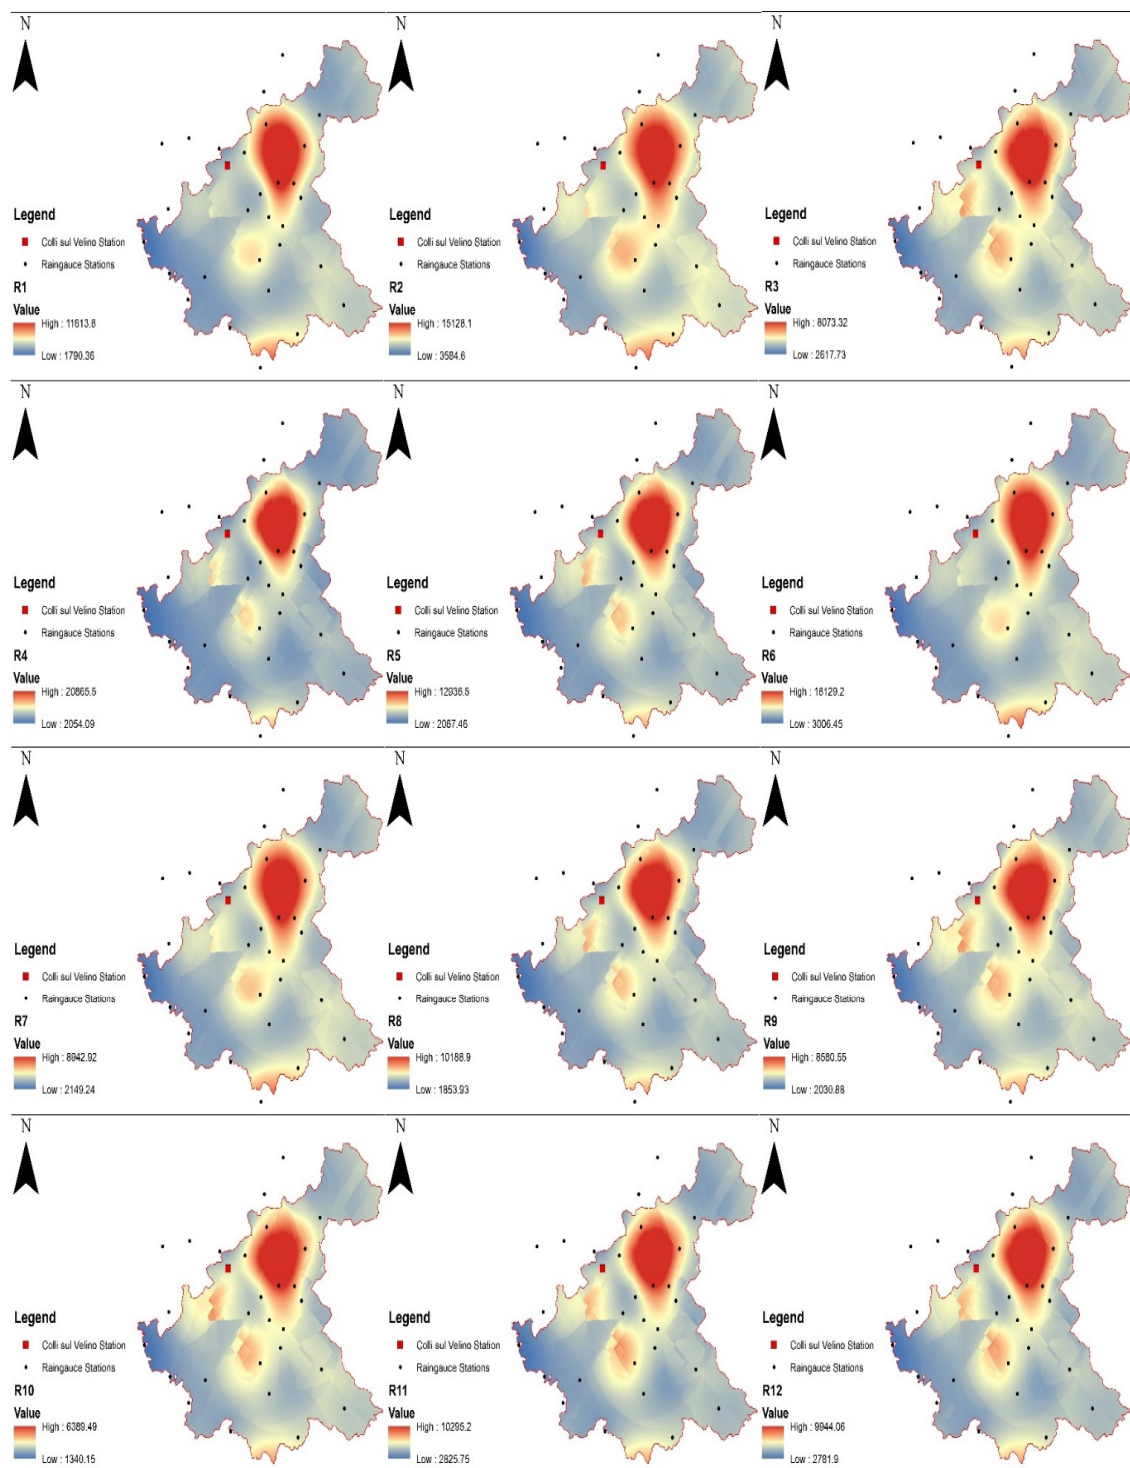 N
Legend
Colli sul Velino Station
Raingauce Stations
R1
Value
High : 11613.8
Low : 1790.36
N
Legend
Colli sul Velino Station
Raingauce Stations
R2
Value
High : 15128.1
Low : 3584.6
N
Legend
Colli sul Velino Station
Raingauce Stations
R3
Value
High : 8073.32
Low : 2617.73
N
Legend
Colli sul Velino Station
Raingauce Stations
R4
Value
High : 20865.5
Low : 2054.09
N
Legend
Colli sul Velino Station
Raingauce Stations
R5
Value
High : 12936.5
Low : 2067.46
N
Legend
Colli sul Velino Station
Raingauce Stations
R6
Value
High : 18129.2
Low : 3006.45
N
Legend
Colli sul Velino Station
Raingauce Stations
R7
Value
High : 8942.92
Low : 2149.24
N
Legend
Colli sul Velino Station
Raingauce Stations
R8
Value
High : 10188.9
Low : 1853.93
N
Legend
Colli sul Velino Station
Raingauce Stations
R9
Value
High : 8580.55
Low : 2030.88
N
Legend
Colli sul Velino Station
Raingauce Stations
R10
Value
High : 6389.49
Low : 1340.15
N
Legend
Colli sul Velino Station
Raingauce Stations
R11
Value
High : 10295.2
Low : 2825.75
N
Legend
Colli sul Velino Station
Raingauce Stations
R12
Value
High : 9944.06
Low : 2781.9